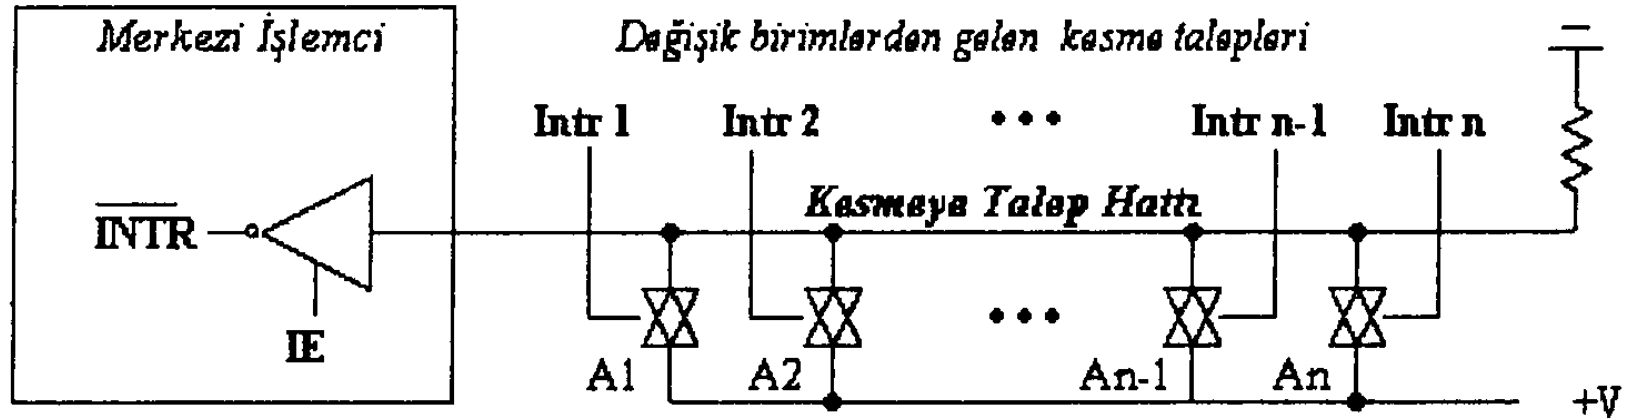 Merkezi İşlemci
Değişik birimlerden gelen kesme talepleri
Intr 1 Intr 2 ••• Intr n-1 Intr n
Kesmeye Talep Hattı
INTR
IE
•••
A1 A2 An-1 An
+V